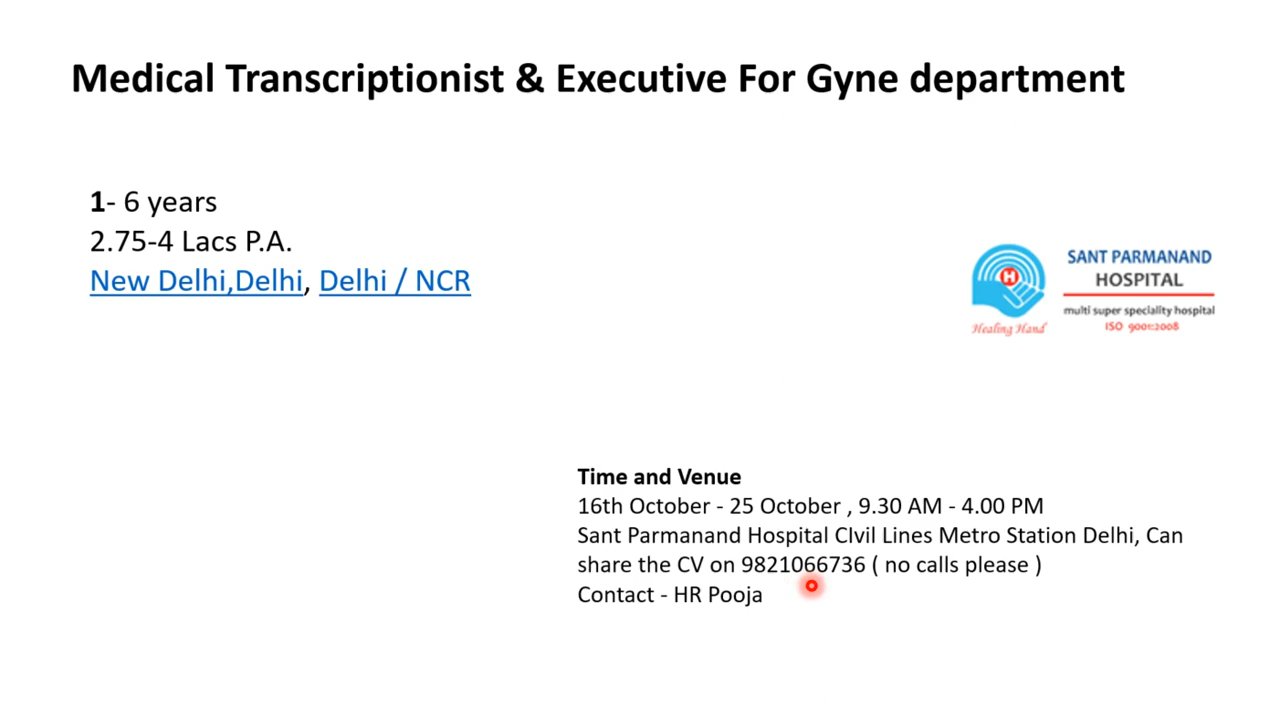 Medical Transcriptionist & Executive For Gyne department
1- 6 years
2.75-4 Lacs P.A.
New Delhi,Delhi, Delhi / NCR
H
Healing Hand
SANT PARMANAND
HOSPITAL
multi super speciality hospital
ISO 9001:2008
Time and Venue
16th October - 25 October , 9.30 AM - 4.00 PM
Sant Parmanand Hospital CIvil Lines Metro Station Delhi, Can
share the CV on 9821066736 ( no calls please )
Contact - HR Pooja